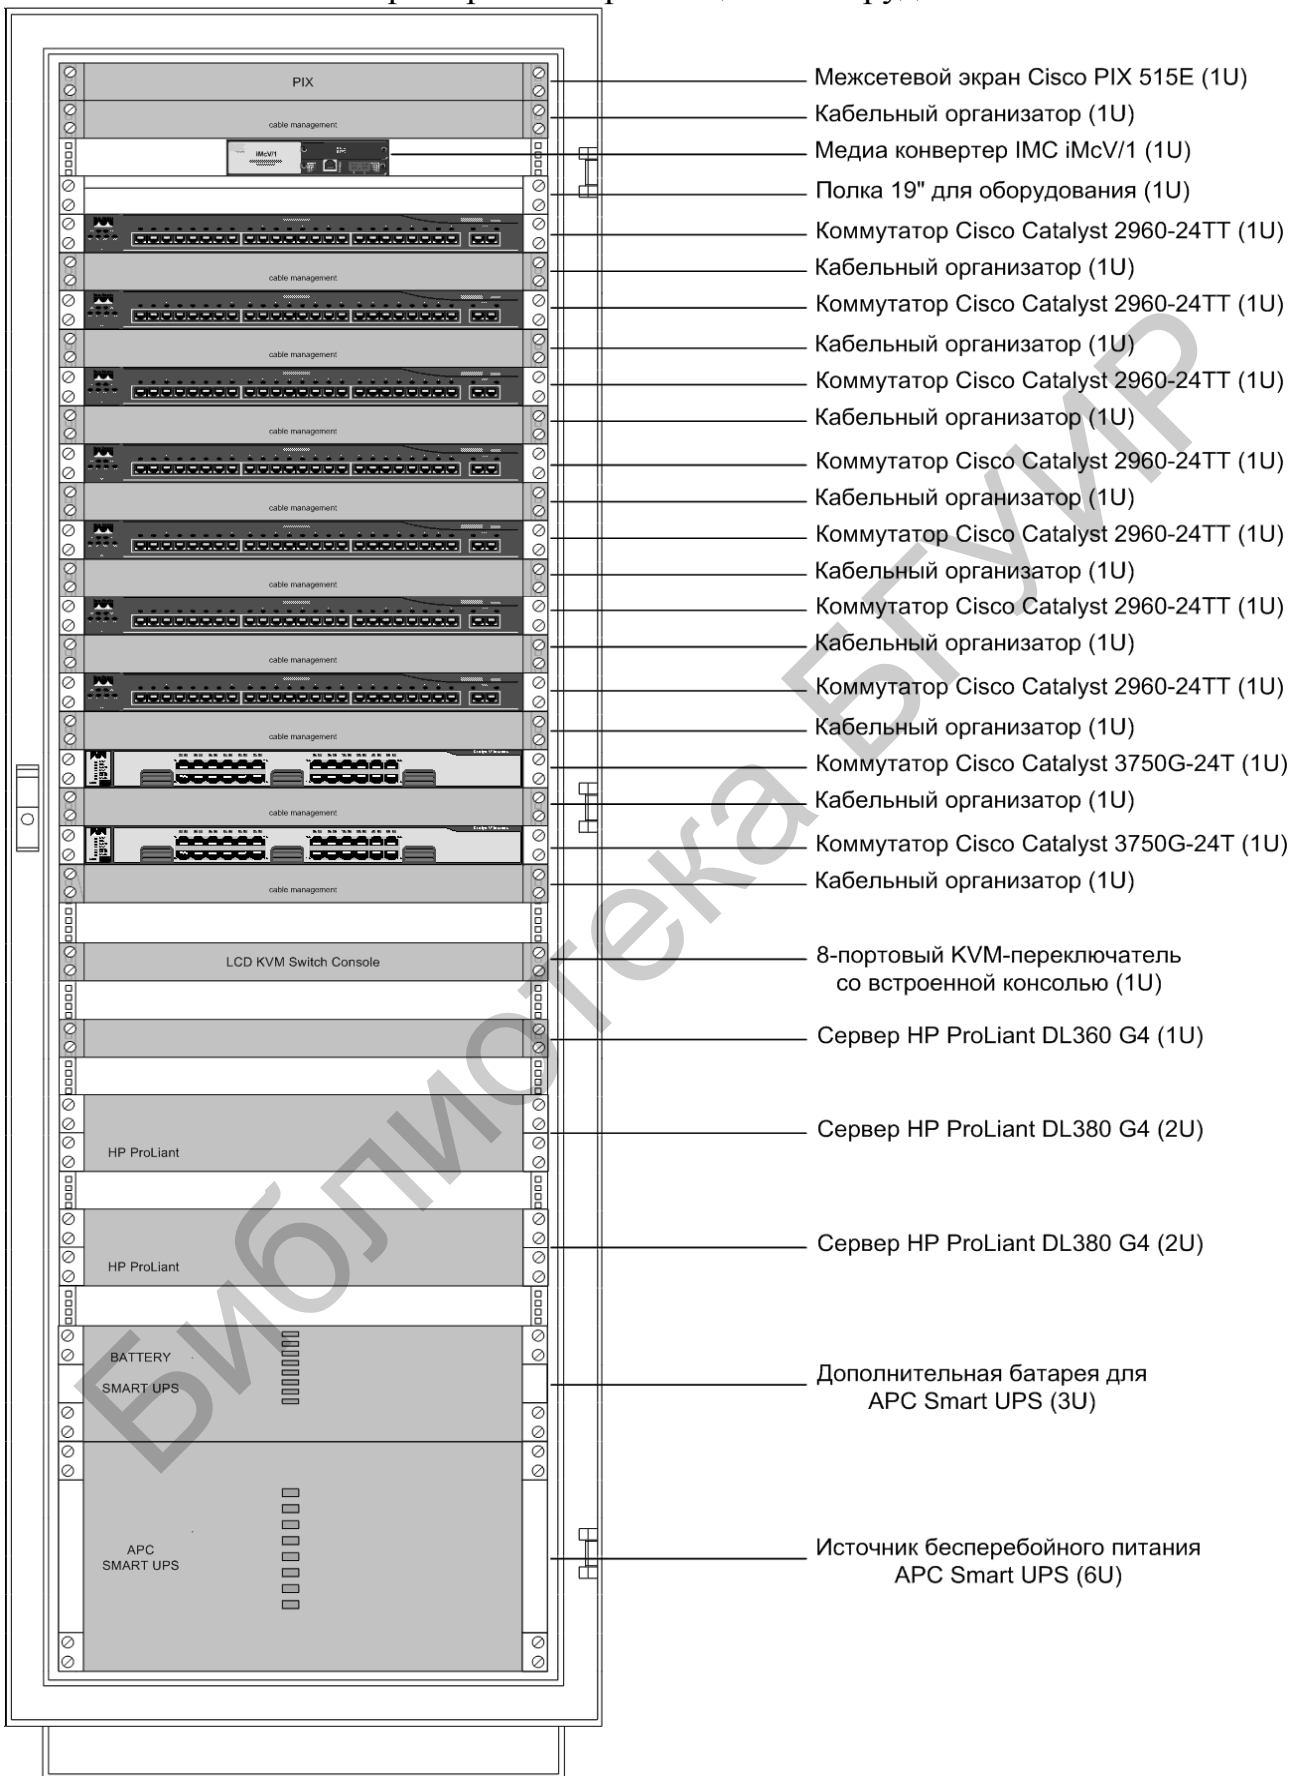 PIX
Межсетевой экран Cisco PIX 515E (1U)
cable management
Кабельный организатор (1U)
iMcV/1
Медиа конвертер IMC iMcV/1 (1U)
Полка 19" для оборудования (1U)
Коммутатор Cisco Catalyst 2960-24TT (1U)
cable management
Кабельный организатор (1U)
Коммутатор Cisco Catalyst 2960-24TT (1U)
cable management
Кабельный организатор (1U)
Коммутатор Cisco Catalyst 2960-24TT (1U)
cable management
Кабельный организатор (1U)
Коммутатор Cisco Catalyst 2960-24TT (1U)
cable management
Кабельный организатор (1U)
Коммутатор Cisco Catalyst 2960-24TT (1U)
cable management
Кабельный организатор (1U)
Коммутатор Cisco Catalyst 2960-24TT (1U)
cable management
Кабельный организатор (1U)
Коммутатор Cisco Catalyst 2960-24TT (1U)
cable management
Кабельный организатор (1U)
Коммутатор Cisco Catalyst 3750G-24T (1U)
cable management
Кабельный организатор (1U)
Коммутатор Cisco Catalyst 3750G-24T (1U)
cable management
Кабельный организатор (1U)
LCD KVM Switch Console
8-портовый KVM-переключатель
со встроенной консолью (1U)
Сервер HP ProLiant DL360 G4 (1U)
HP ProLiant
Сервер HP ProLiant DL380 G4 (2U)
HP ProLiant
Сервер HP ProLiant DL380 G4 (2U)
BATTERY
SMART UPS
Дополнительная батарея для
APC Smart UPS (3U)
APC
SMART UPS
Источник бесперебойного питания
APC Smart UPS (6U)
Библиотека БГУИР